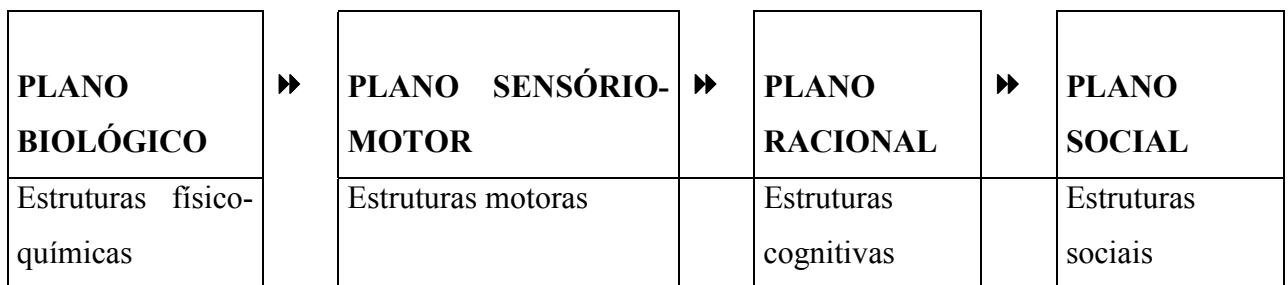 PLANO
BIOLÓGICO
PLANO SENSÓRIO-
MOTOR
PLANO
RACIONAL
PLANO
SOCIAL
Estruturas físico-
químicas
Estruturas motoras
Estruturas
cognitivas
Estruturas
sociais